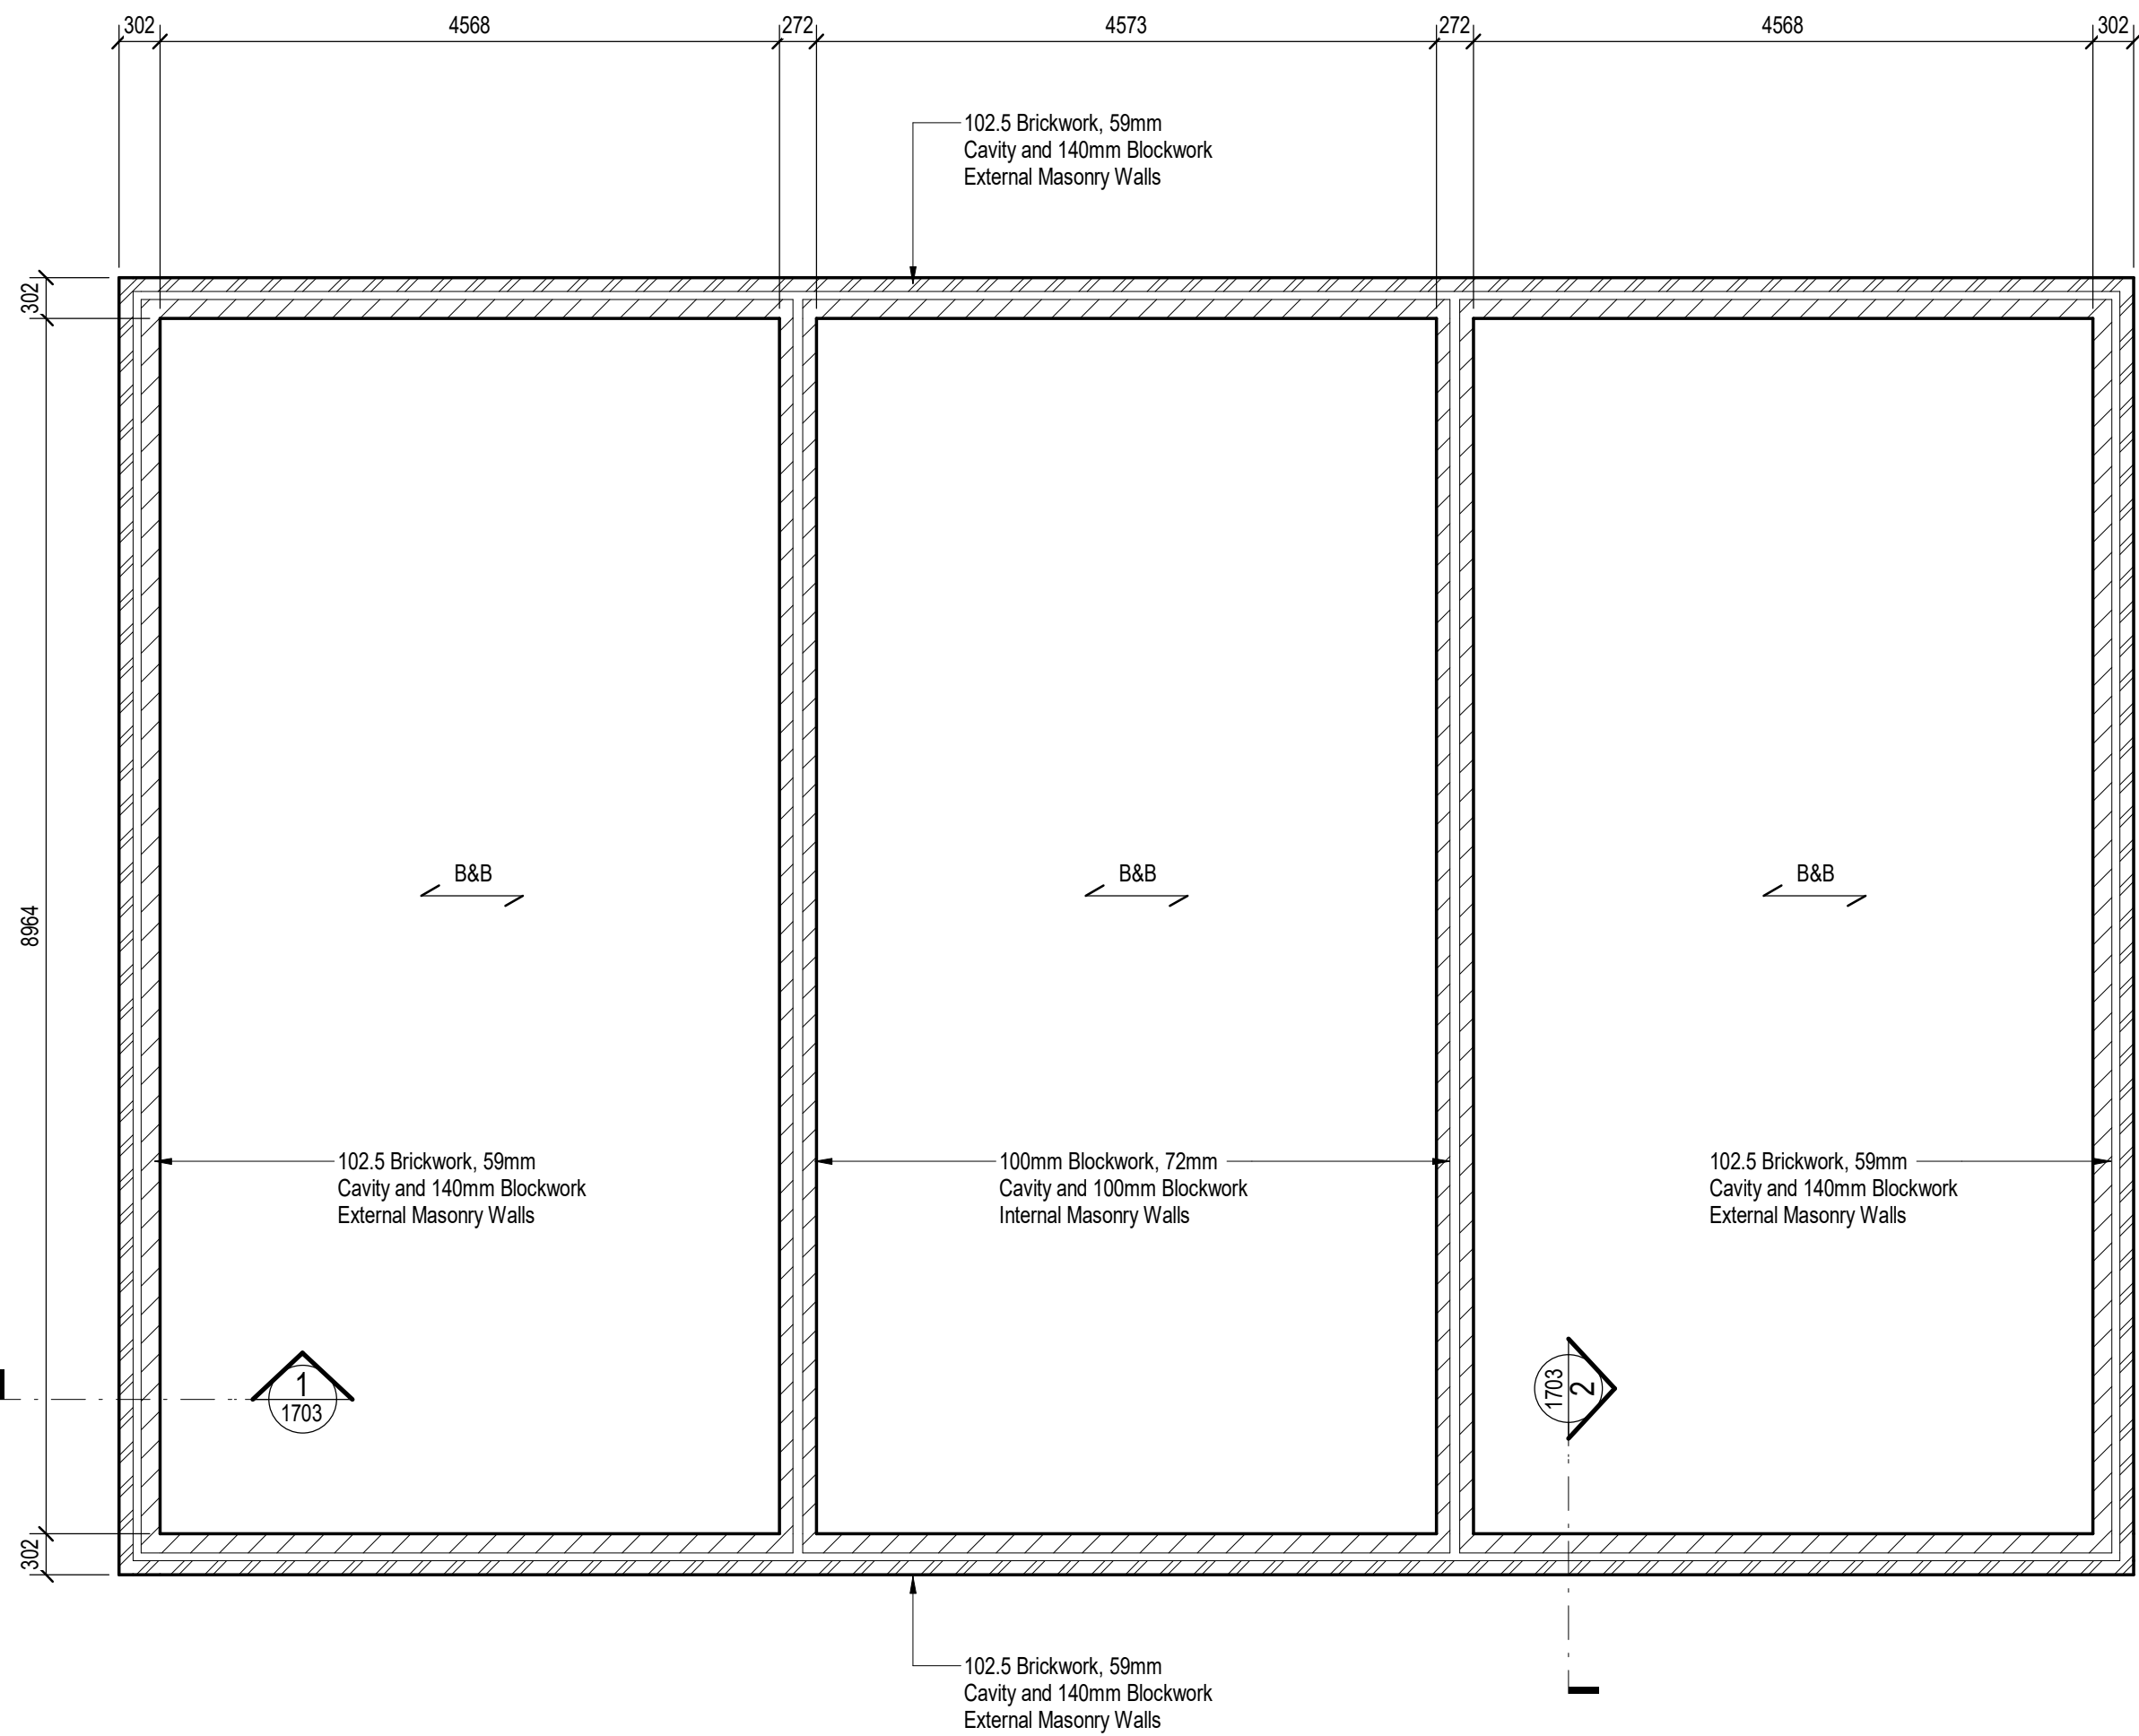 302
4568
272
4573
272
4568
302
102.5 Brickwork, 59mm
Cavity and 140mm Blockwork
External Masonry Walls
302
8964
302
B&B
B&B
B&B
102.5 Brickwork, 59mm
Cavity and 140mm Blockwork
External Masonry Walls
100mm Blockwork, 72mm
Cavity and 100mm Blockwork
Internal Masonry Walls
102.5 Brickwork, 59mm
Cavity and 140mm Blockwork
External Masonry Walls
1
1703
2
1703
102.5 Brickwork, 59mm
Cavity and 140mm Blockwork
External Masonry Walls